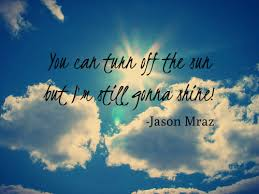 You can turn off the sun
but I'm still gonna shine!
-Jason Mraz